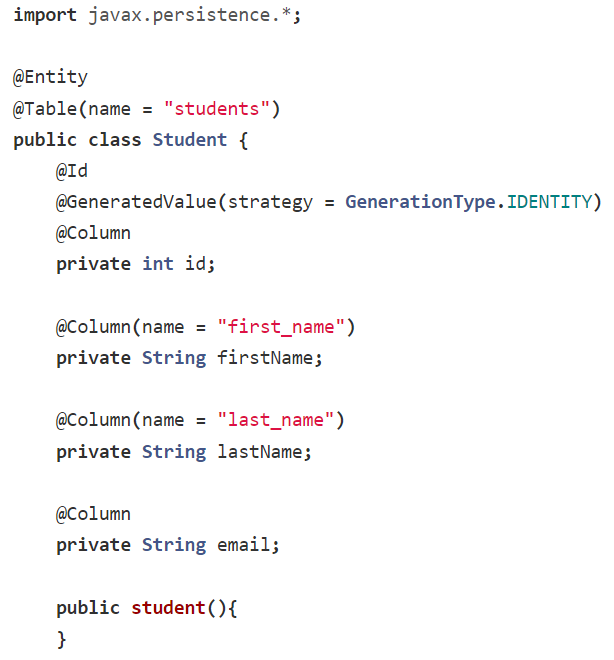 import javax.persistence.*;
@Entity
@Table(name = "students")
public class Student {
@Id
@GeneratedValue(strategy = GenerationType.IDENTITY)
@Column
private int id;
@Column(name = "first_name")
private String firstName;
@Column(name = "last_name")
private String lastName;
@Column
private String email;
public student(){
}